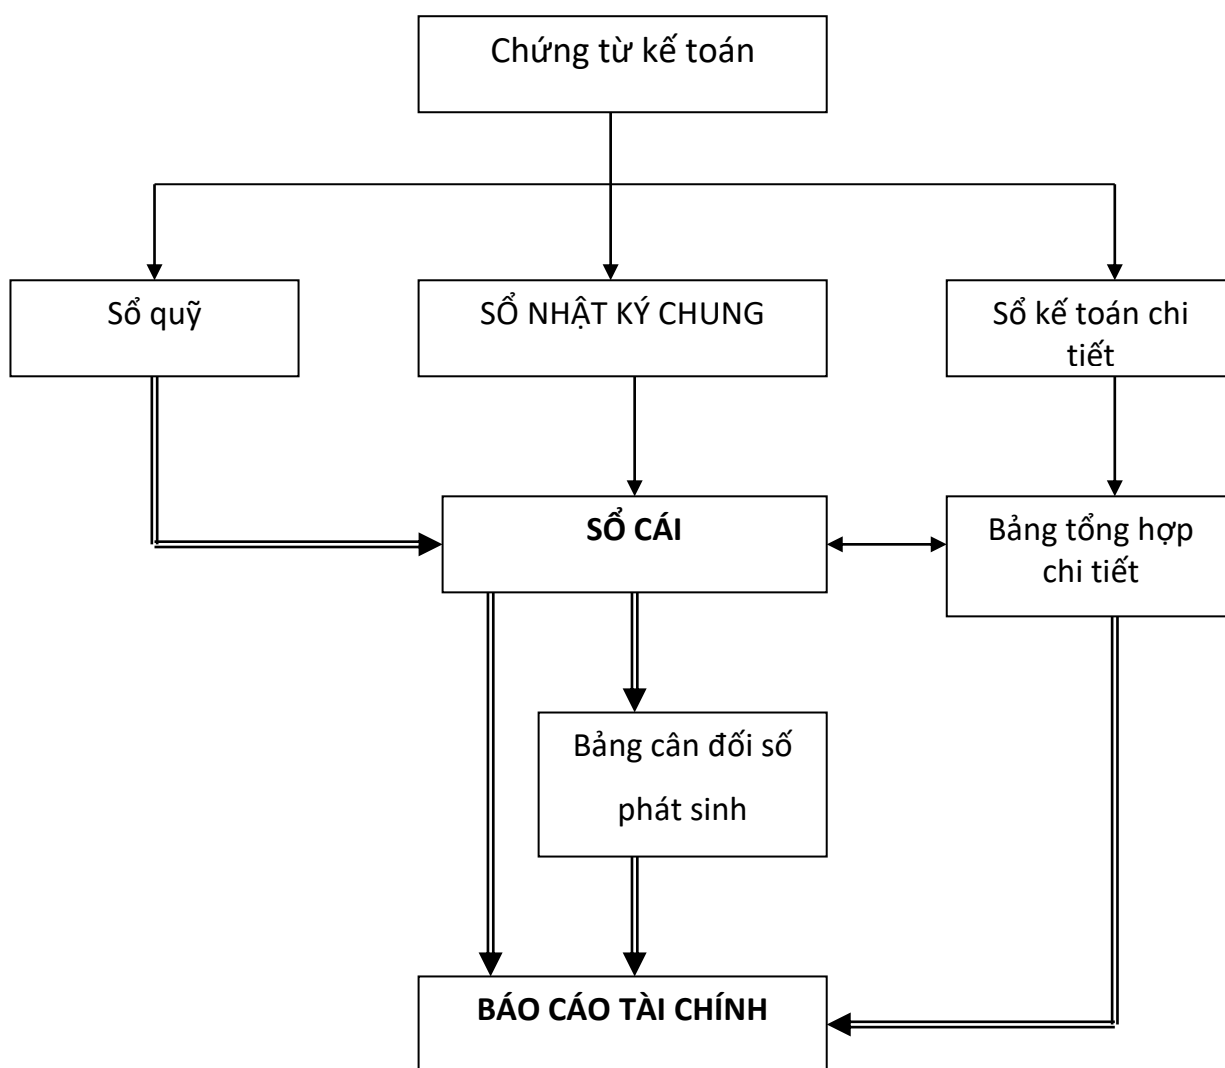 Chứng từ kế toán
Sổ quỹ
SỔ NHẬT KÝ CHUNG
Sổ kế toán chi
tiết
SỔ CÁI
Bảng tổng hợp
chi tiết
Bảng cân đối số
phát sinh
BÁO CÁO TÀI CHÍNH